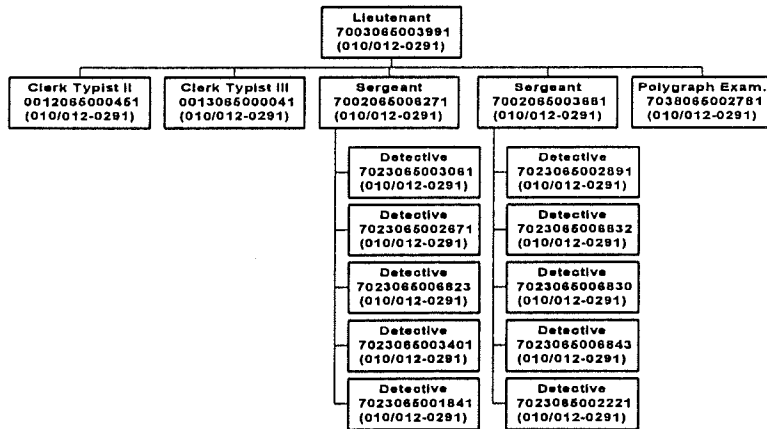 Lieutenant
7003065003991
(010/012-0291)
Clerk Typist II
0012065000451
(010/012-0291)
Clerk Typist III
0013065000041
(010/012-0291)
Sergeant
7002065006271
(010/012-0291)
Sergeant
7002065003681
(010/012-0291)
Polygraph Exam.
7038065002781
(010/012-0291)
Detective
7023065003061
(010/012-0291)
Detective
7023065002671
(010/012-0291)
Detective
7023065006823
(010/012-0291)
Detective
7023065003401
(010/012-0291)
Detective
7023065001841
(010/012-0291)
Detective
7023065002891
(010/012-0291)
Detective
7023065006832
(010/012-0291)
Detective
7023065006830
(010/012-0291)
Detective
7023065006843
(010/012-0291)
Detective
7023065002221
(010/012-0291)